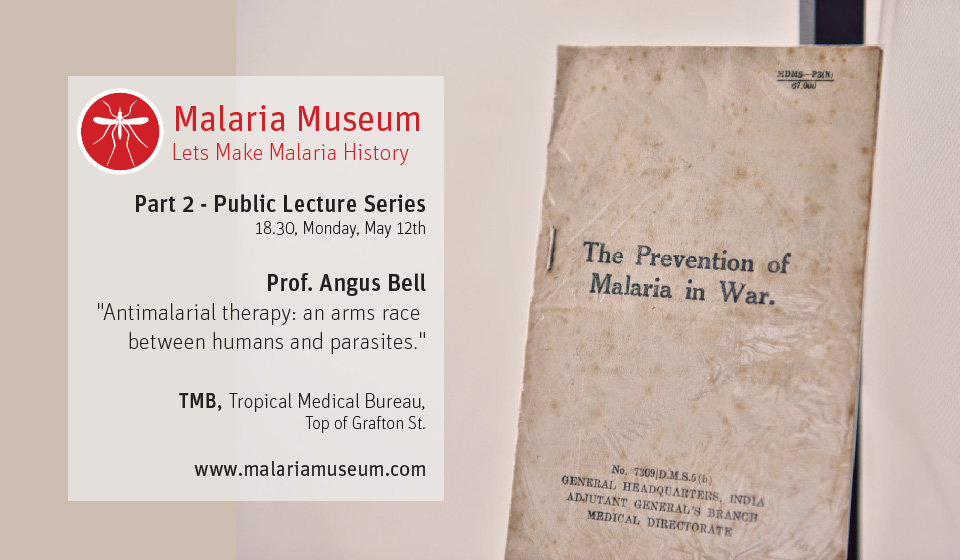 Malaria Museum
Lets Make Malaria History
Part 2 - Public Lecture Series
18.30, Monday, May 12th
Prof. Angus Bell
"Antimalarial therapy: an arms race
between humans and parasites."
TMB, Tropical Medical Bureau,
Top of Grafton St.
www.malariamuseum.com
MDMS—P3(N)
67.000
The Prevention of
Malaria in War.
No. 7309/D.M.S.5(b)
GENERAL HEADQUARTERS, INDIA
ADJUTANT GENERAL'S BRANCH
MEDICAL DIRECTORATE